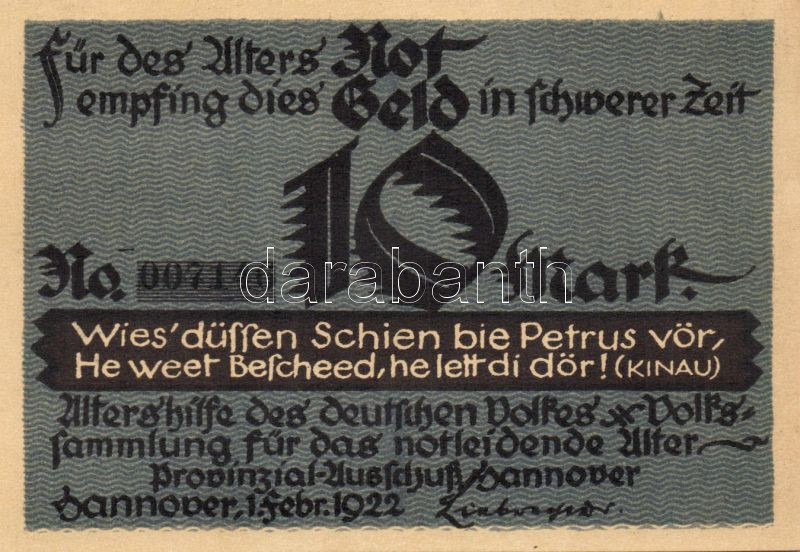 Für des Alters Not
empfing dies Geld in schwerer Zeit
10 Mark.
No. 0071
darabanth
Wies' düssen Schien bie Petrus vör,
He weet Bescheed, he lett di dör! (KINAU)
Altershilfe des deutschen Volkes Volks-
sammlung für das notleidende Alter
Provinzial-Ausschuß Hannover
Hannover, 1. Febr. 1922